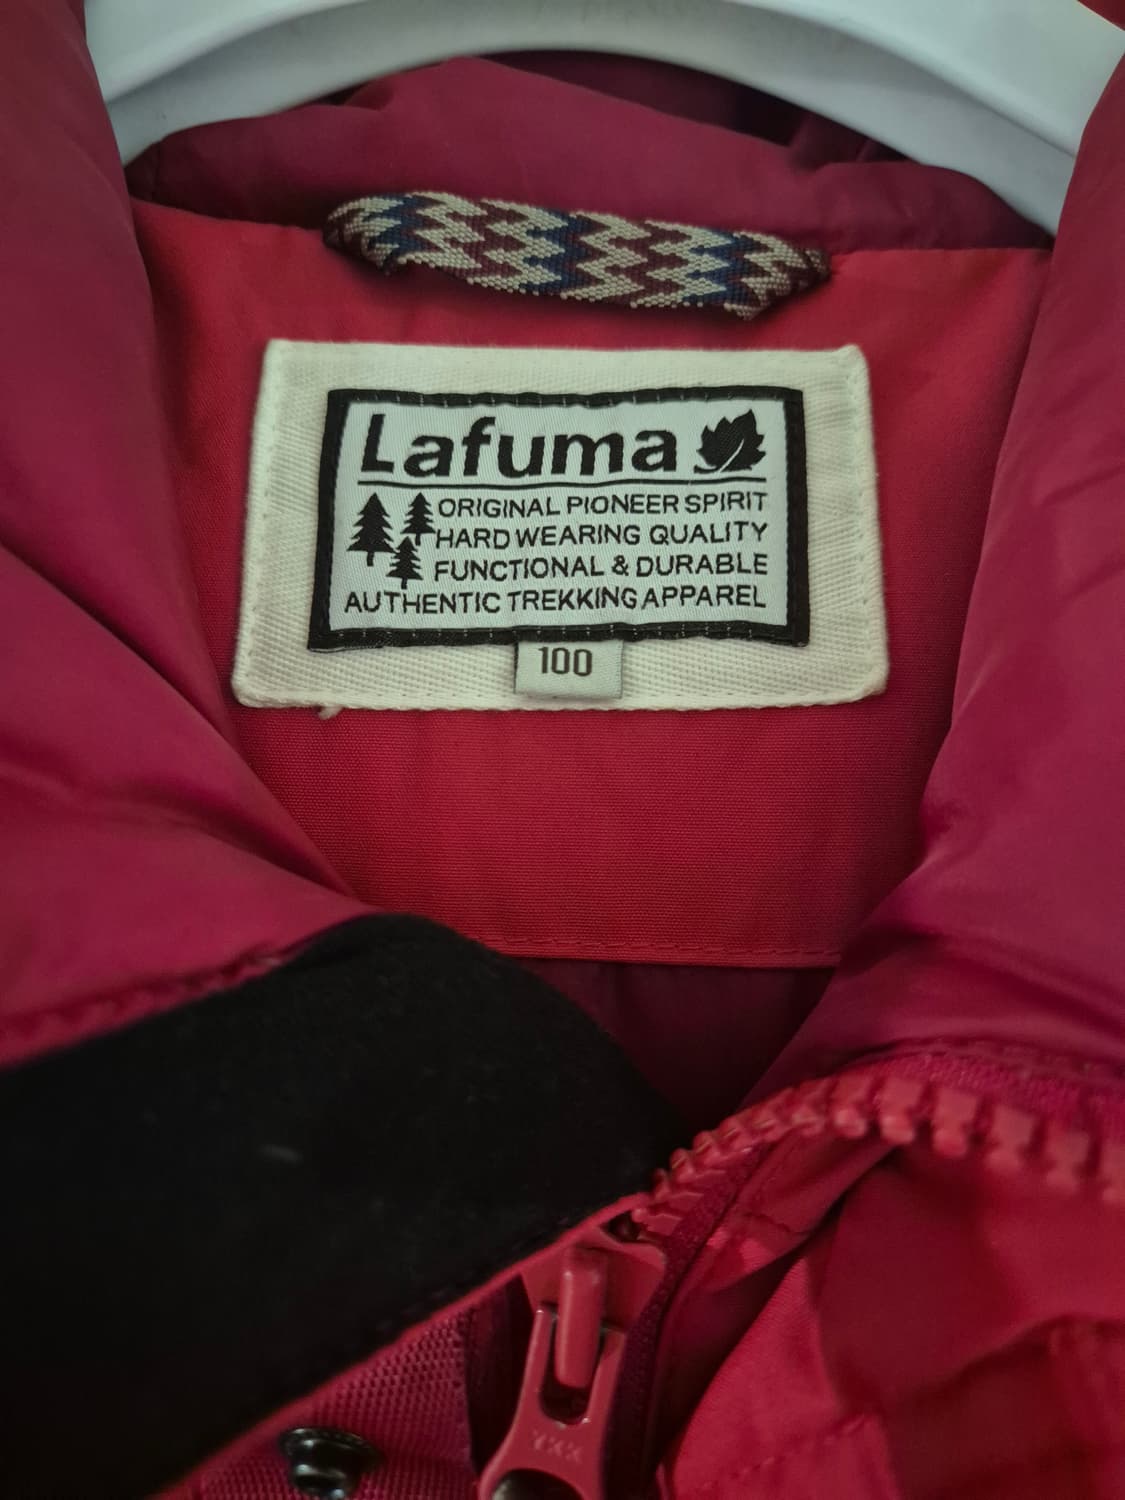 Lafuma
ORIGINAL PIONEER SPIRIT
HARD WEARING QUALITY
FUNCTIONAL & DURABLE
AUTHENTIC TREKKING APPAREL
100